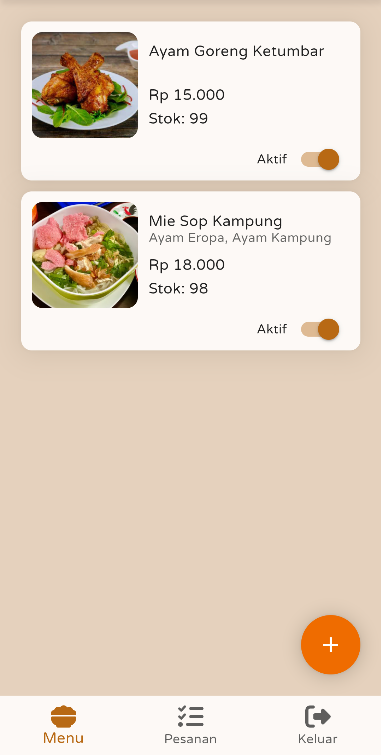 Ayam Goreng Ketumbar
Rp 15.000
Stok: 99
Aktif
Mie Sop Kampung
Ayam Eropa, Ayam Kampung
Rp 18.000
Stok: 98
Aktif
Menu
Pesanan
Keluar